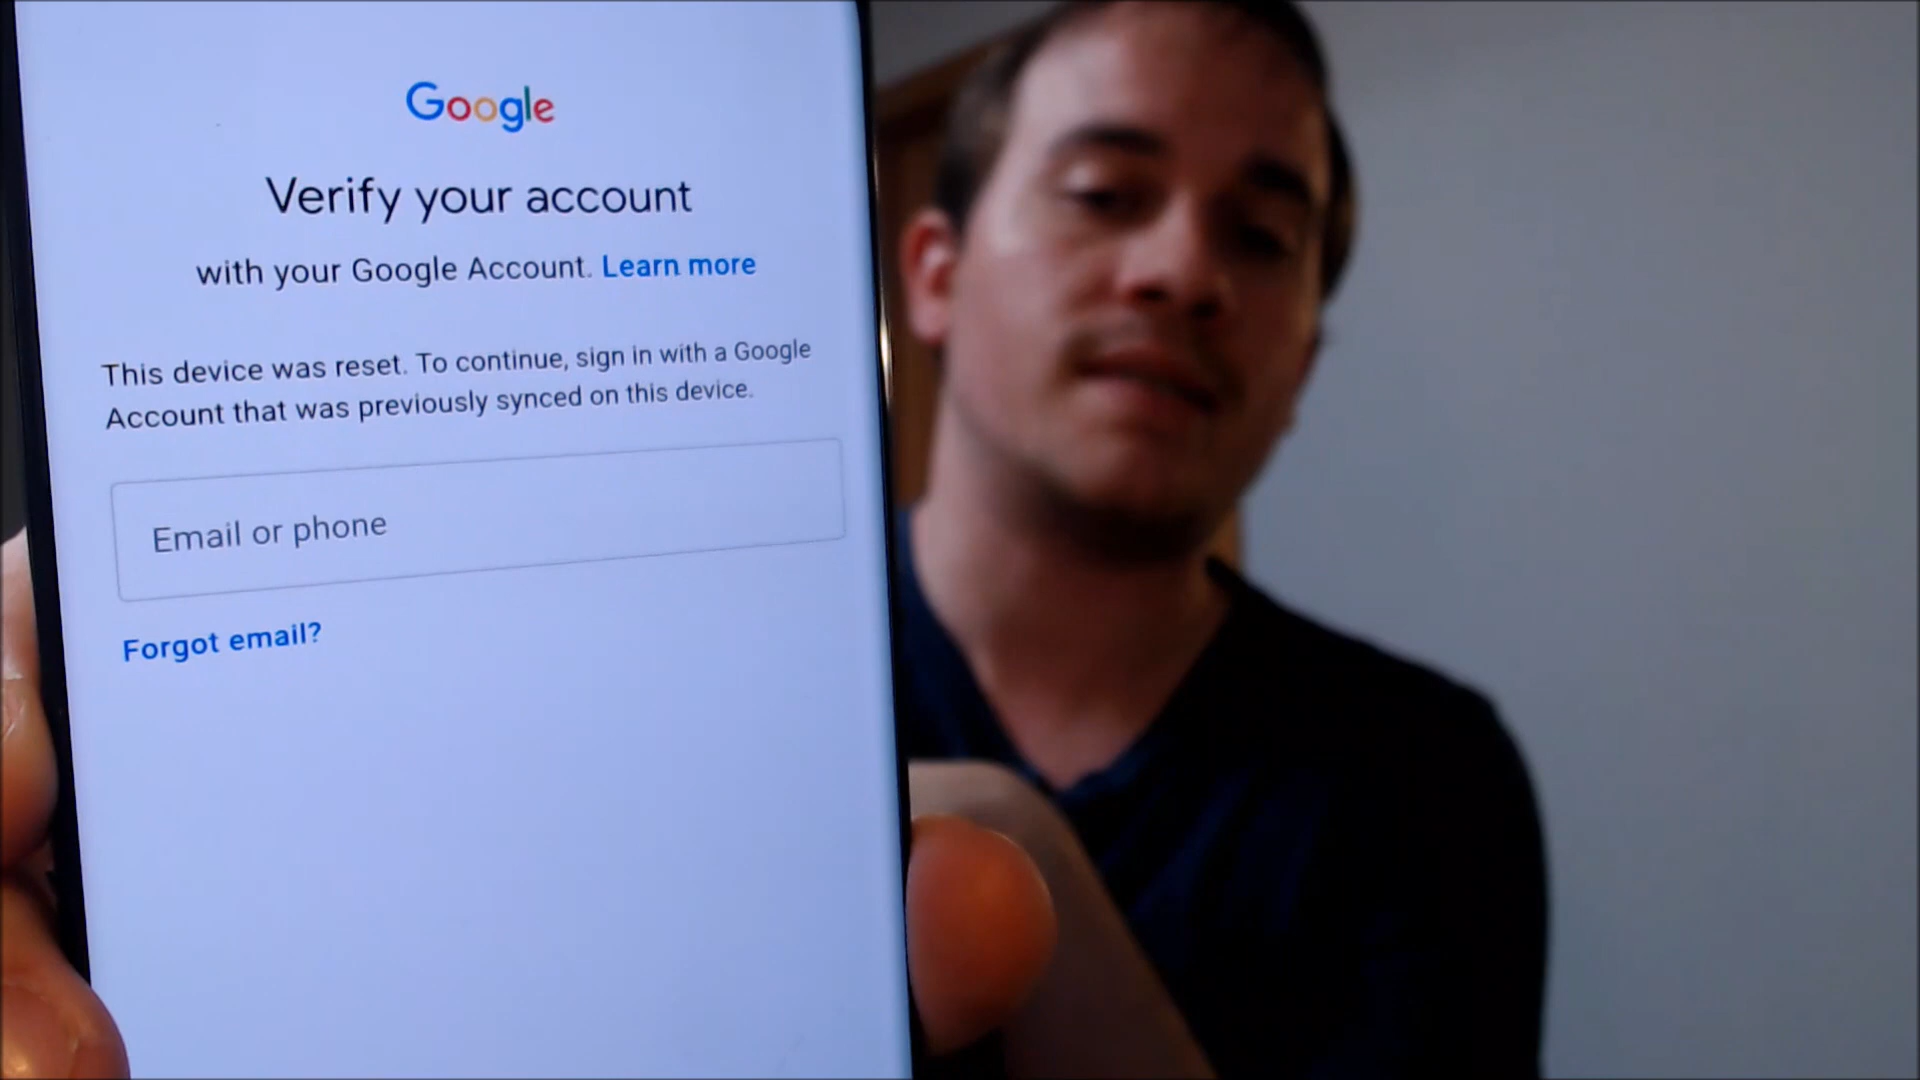 Google
Verify your account
with your Google Account. Learn more
This device was reset. To continue, sign in with a Google
Account that was previously synced on this device.
Email or phone
Forgot email?